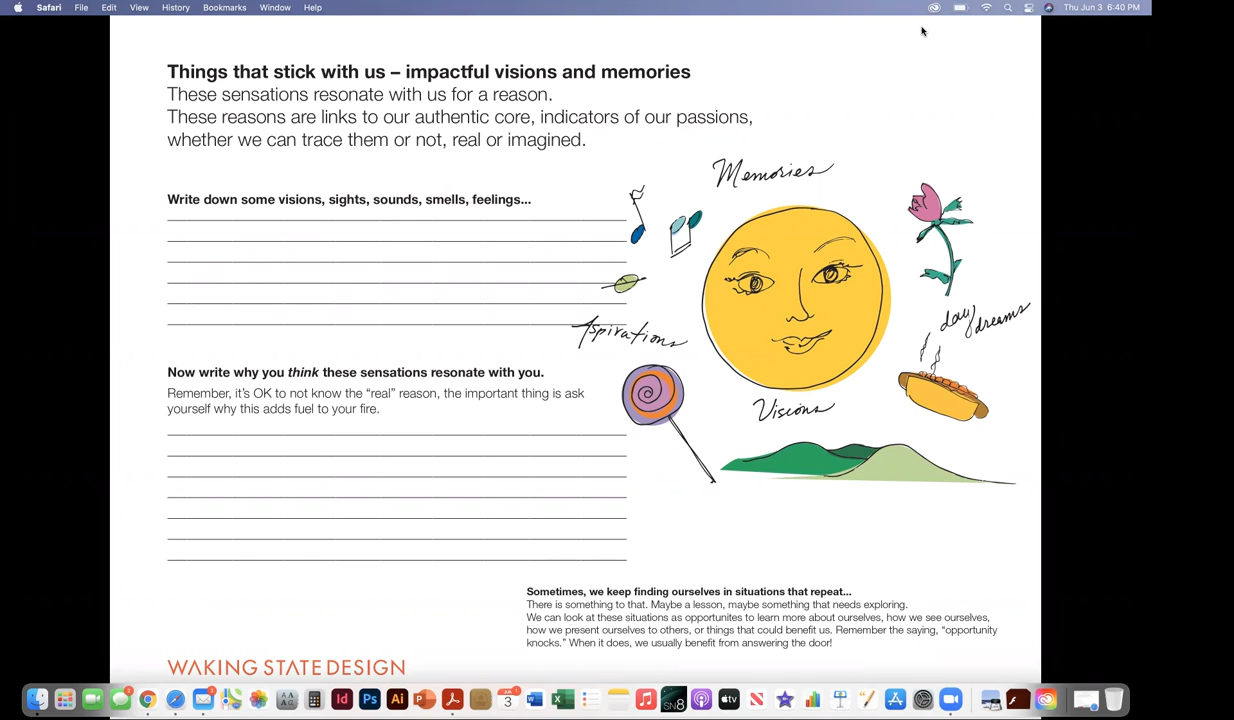 Safari File Edit View History Bookmarks Window Help Thu Jun 3 6:40 PM
Things that stick with us – impactful visions and memories
These sensations resonate with us for a reason.
These reasons are links to our authentic core, indicators of our passions,
whether we can trace them or not, real or imagined.
Memories
Write down some visions, sights, sounds, smells, feelings...
Aspirations
day dreams
Now write why you think these sensations resonate with you.
Remember, it's OK to not know the “real” reason, the important thing is ask
yourself why this adds fuel to your fire.
Visions
Sometimes, we keep finding ourselves in situations that repeat...
There is something to that. Maybe a lesson, maybe something that needs exploring.
We can look at these situations as opportunites to learn more about ourselves, how we see ourselves,
how we present ourselves to others, or things that could benefit us. Remember the saying, “opportunity
knocks.” When it does, we usually benefit from answering the door!
WAKING STATE DESIGN
JUN
3
Id Ps Ai P W X
SN8
tv